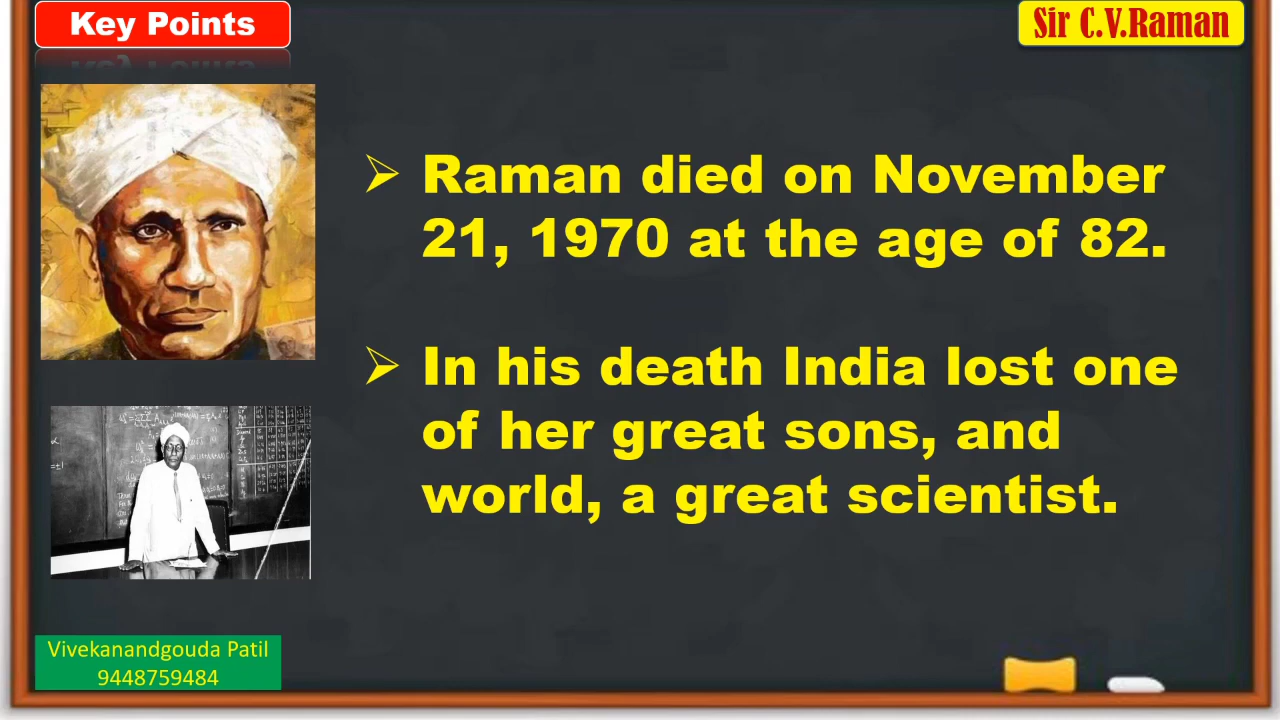 Key Points
Sir C.V.Raman
Raman died on November
21, 1970 at the age of 82.
In his death India lost one
of her great sons, and
world, a great scientist.
Vivekanandgouda Patil
9448759484